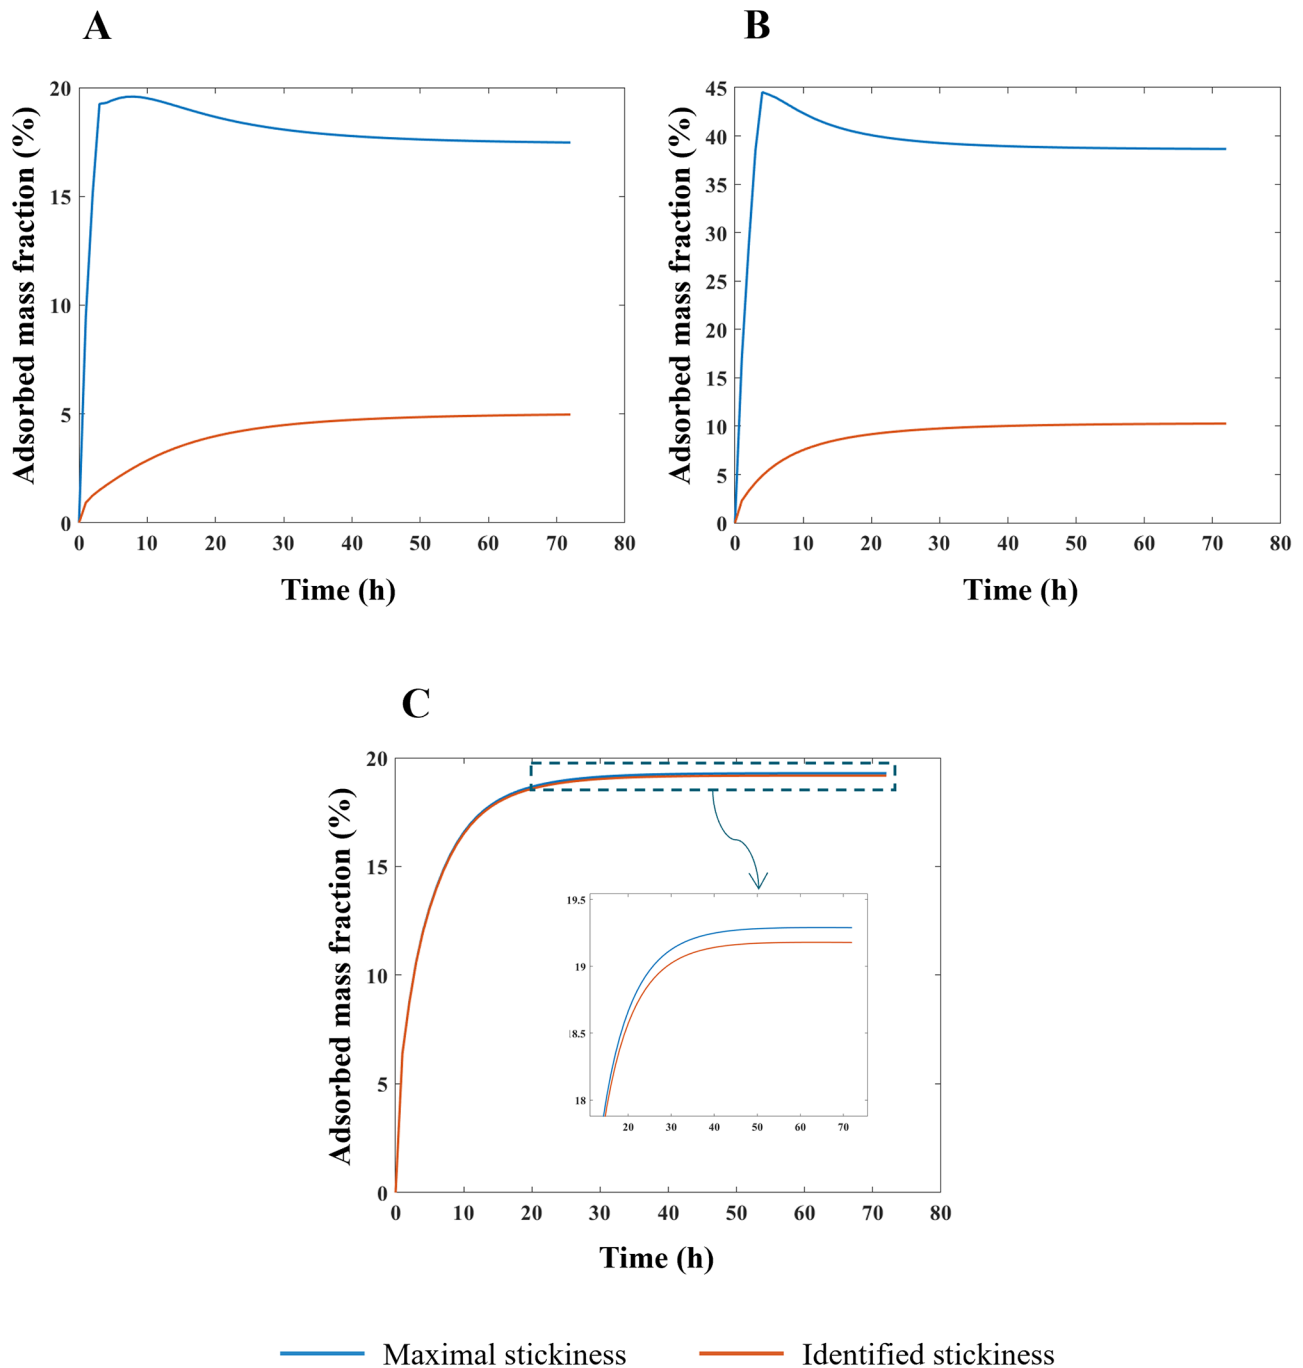 A
B
Adsorbed mass fraction (%)
20
15
10
5
0
0 10 20 30 40 50 60 70 80
Time (h)
Adsorbed mass fraction (%)
45
40
35
30
25
20
15
10
5
0
0 10 20 30 40 50 60 70 80
Time (h)
C
Adsorbed mass fraction (%)
20
15
10
5
0
19.5
19
18.5
18
20 30 40 50 60 70
0 10 20 30 40 50 60 70 80
Time (h)
Maximal stickiness
Identified stickiness